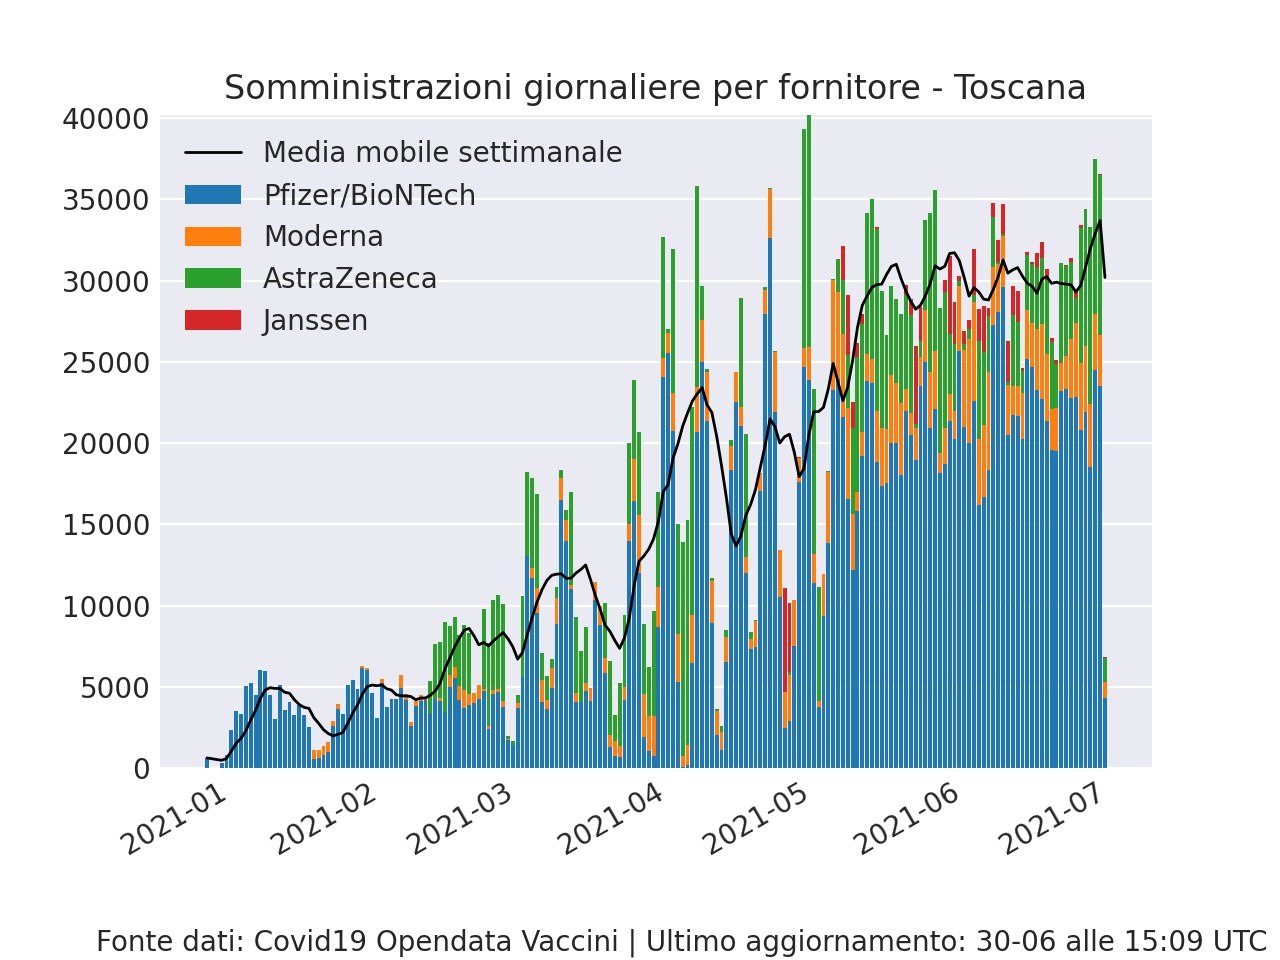 Somministrazioni giornaliere per fornitore - Toscana
40000
35000
30000
25000
20000
15000
10000
5000
0
Media mobile settimanale
Pfizer/BioNTech
Moderna
AstraZeneca
Janssen
2021-01
2021-02
2021-03
2021-04
2021-05
2021-06
2021-07
Fonte dati: Covid19 Opendata Vaccini | Ultimo aggiornamento: 30-06 alle 15:09 UTC